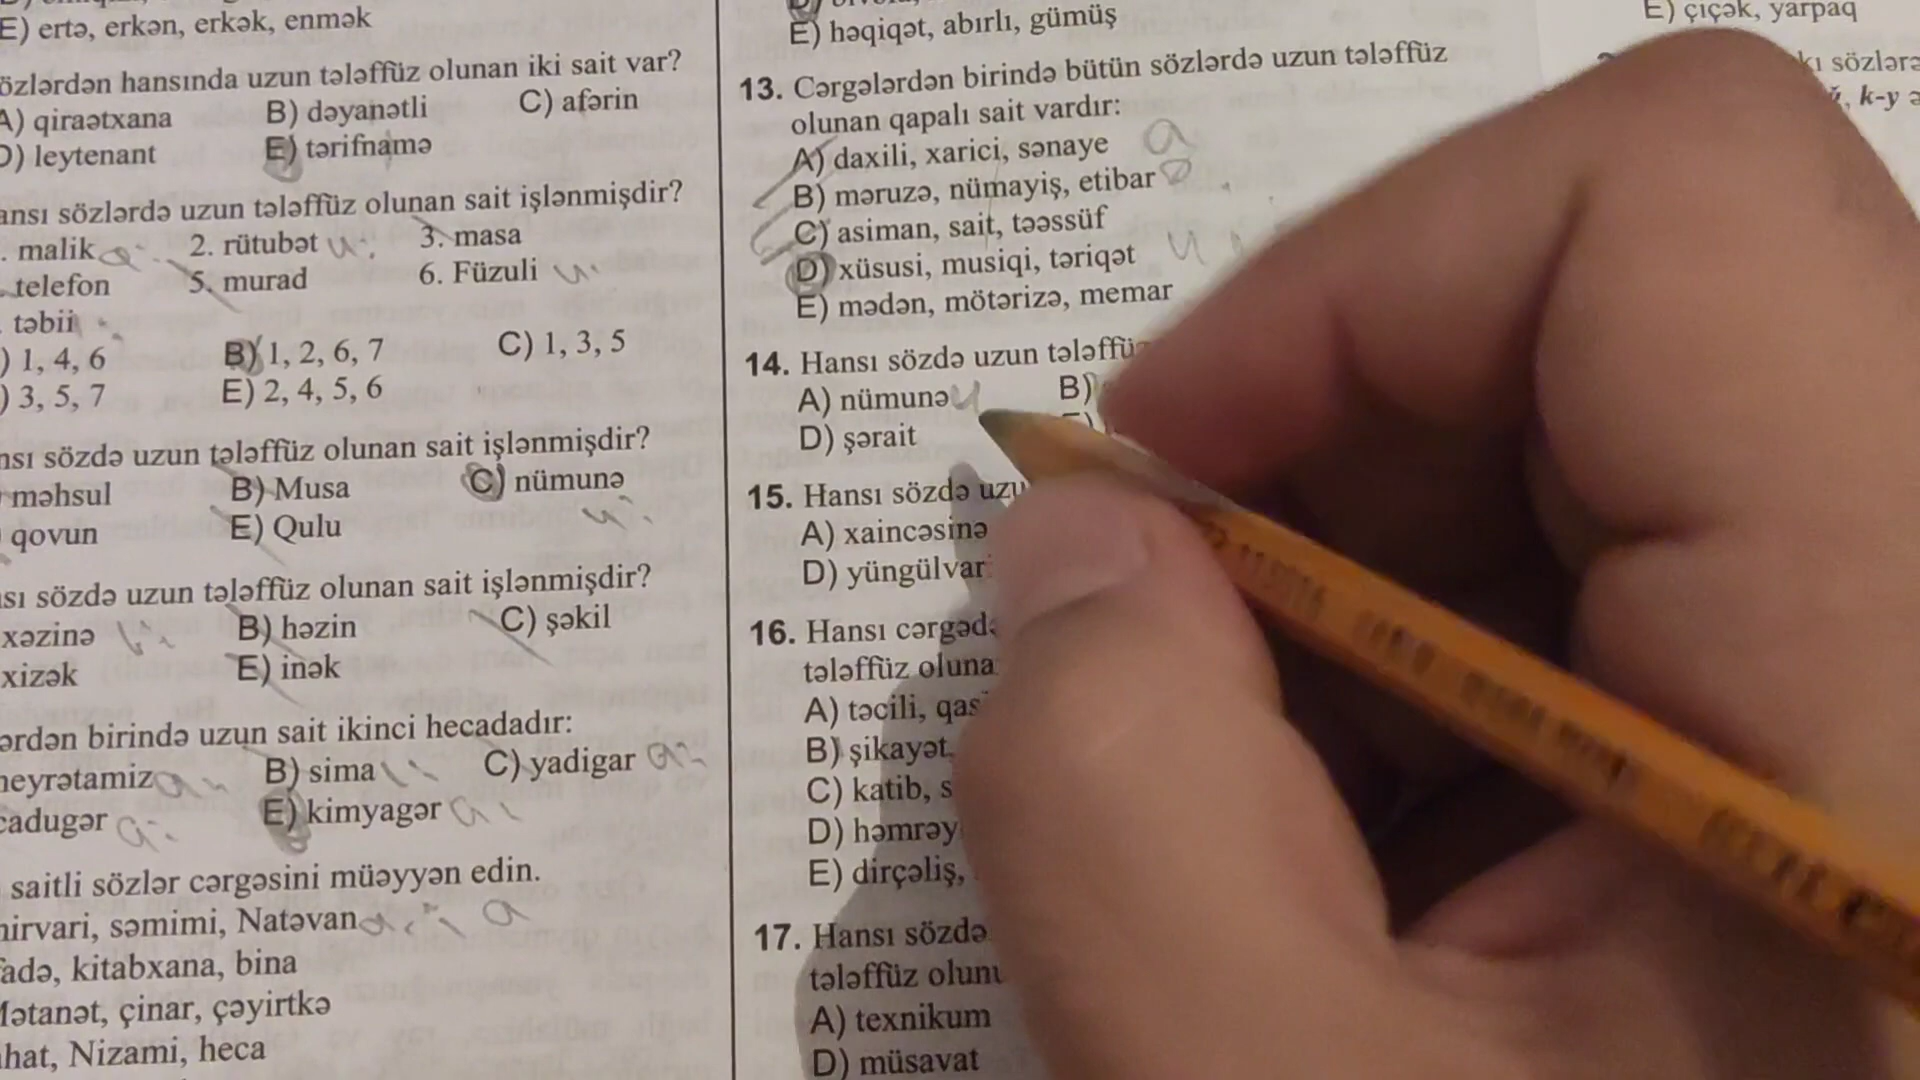 E) ertə, erkən, erkək, enmək
özlərdən hansında uzun tələffüz olunan iki sait var?
A) qiraətxana B) dəyanətli C) afərin
D) leytenant E) tərifnamə
ansı sözlərdə uzun tələffüz olunan sait işlənmişdir?
. malik a: 2. rütubət u: 3. masa
telefon 5. murad 6. Füzuli u:
təbii
) 1, 4, 6 B) 1, 2, 6, 7 C) 1, 3, 5
) 3, 5, 7 E) 2, 4, 5, 6
nsı sözdə uzun tələffüz olunan sait işlənmişdir?
məhsul B) Musa C) nümunə
qovun E) Qulu u:
sı sözdə uzun tələffüz olunan sait işlənmişdir?
xəzinə i: B) həzin C) şəkil
xizək E) inək
ərdən birində uzun sait ikinci hecadadır:
heyrətamiz a: B) sima i: C) yadigar a:
cadugər a: E) kimyagər a:
saitli sözlər cərgəsini müəyyən edin.
nirvari, səmimi, Natəvan a i a
fadə, kitabxana, bina
Mətanət, çinar, çəyirtkə
hat, Nizami, heca
E) həqiqət, abırlı, gümüş
13. Cərgələrdən birində bütün sözlərdə uzun tələffüz
olunan qapalı sait vardır:
A) daxili, xarici, sənaye a
B) məruzə, nümayiş, etibar a
C) asiman, sait, təəssüf
D) xüsusi, musiqi, təriqət u
E) mədən, mötərizə, memar
14. Hansı sözdə uzun tələffüz
A) nümunə u B)
D) şərait
15. Hansı sözdə uzu
A) xaincəsinə
D) yüngülvari
16. Hansı cərgədə
tələffüz oluna
A) təcili, qas
B) şikayət,
C) katib, s
D) həmrəy
E) dirçəliş,
17. Hansı sözdə
tələffüz olunu
A) texnikum
D) müsavat
E) çiçək, yarpaq
kı sözlərə
k-y ə